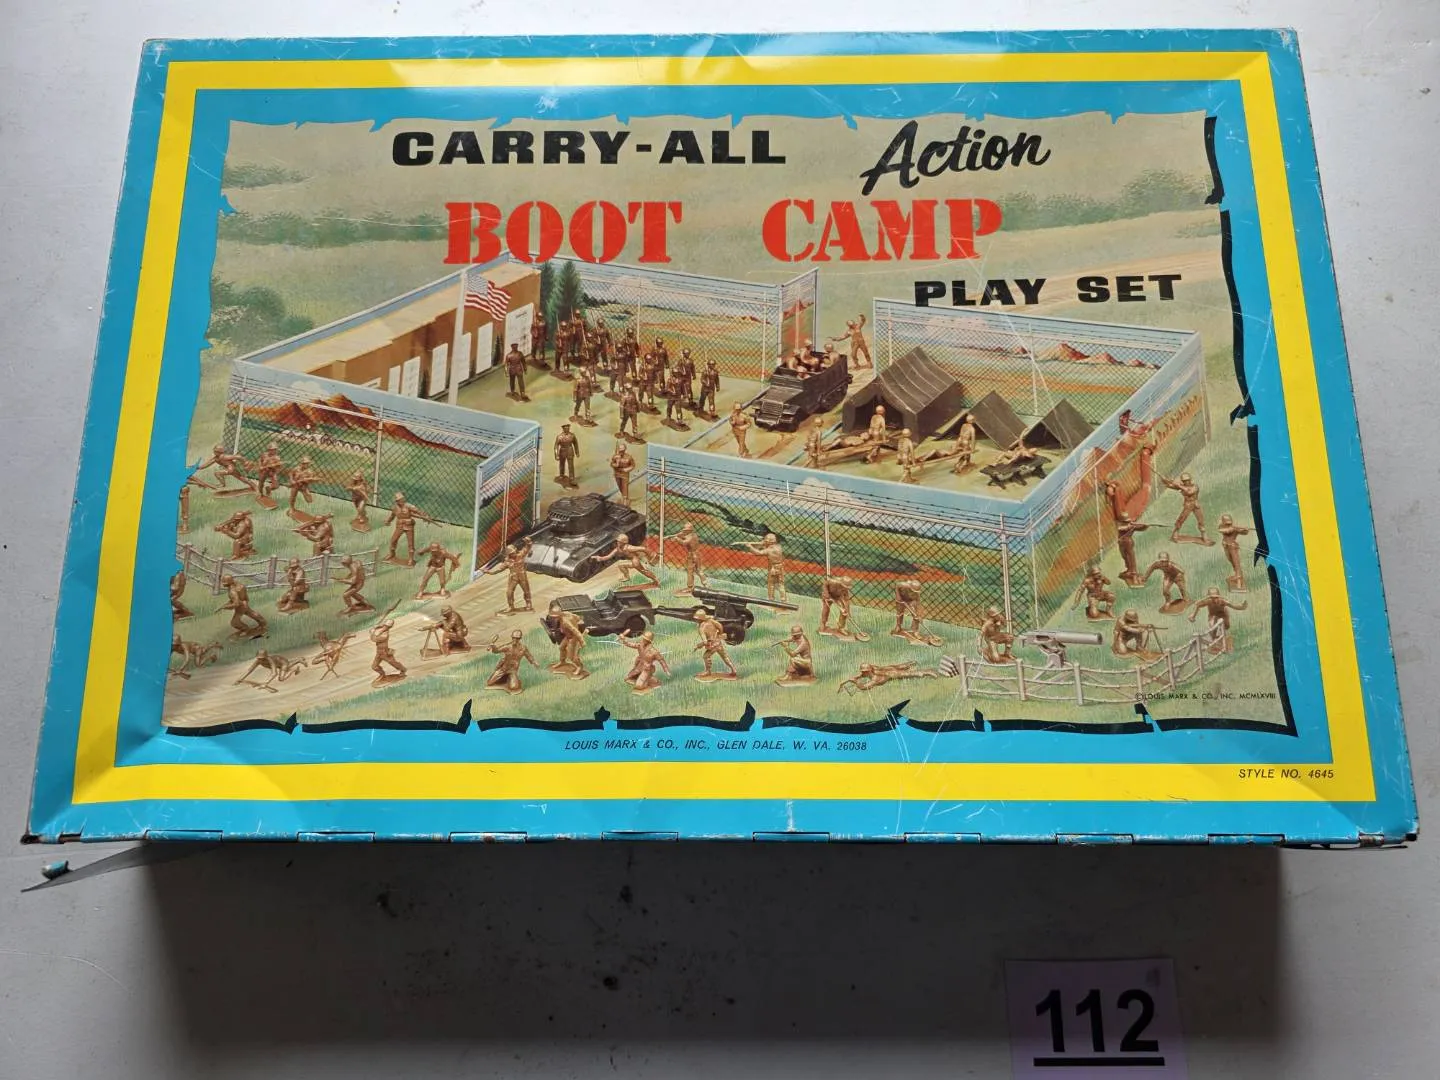 CARRY-ALL Action
BOOT CAMP
PLAY SET
©LOUIS MARX & CO., INC. MCMLXVIII
LOUIS MARX & CO., INC., GLEN DALE, W. VA. 26038
STYLE NO. 4645
112